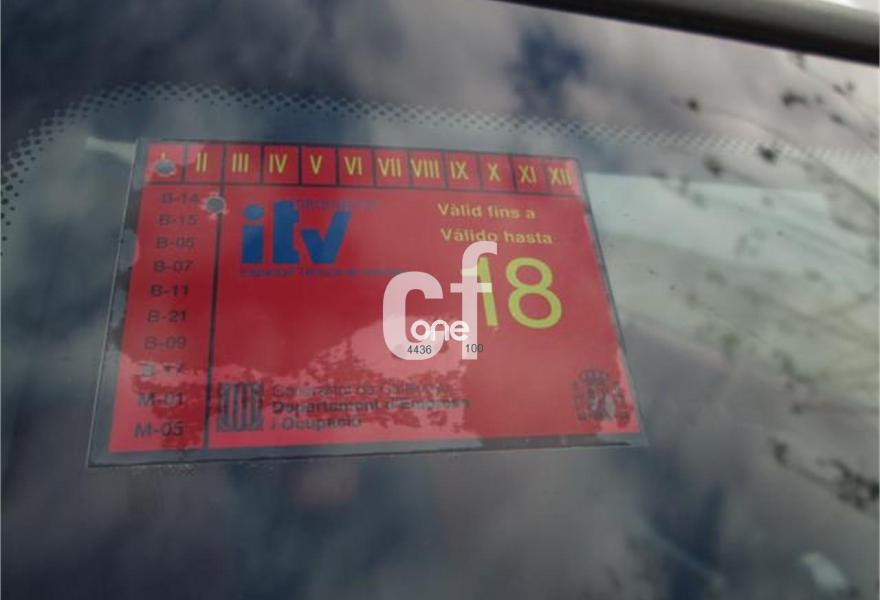 I II III IV V VI VII VIII IX X XI XII
B-14
B-15
B-05
B-07
B-11
B-21
B-09
M-01
M-05
itv
Vàlid fins a
Válido hasta
18
cf
one
4436 100
Generalitat de Catalunya
Departament d'Empresa
i Ocupació